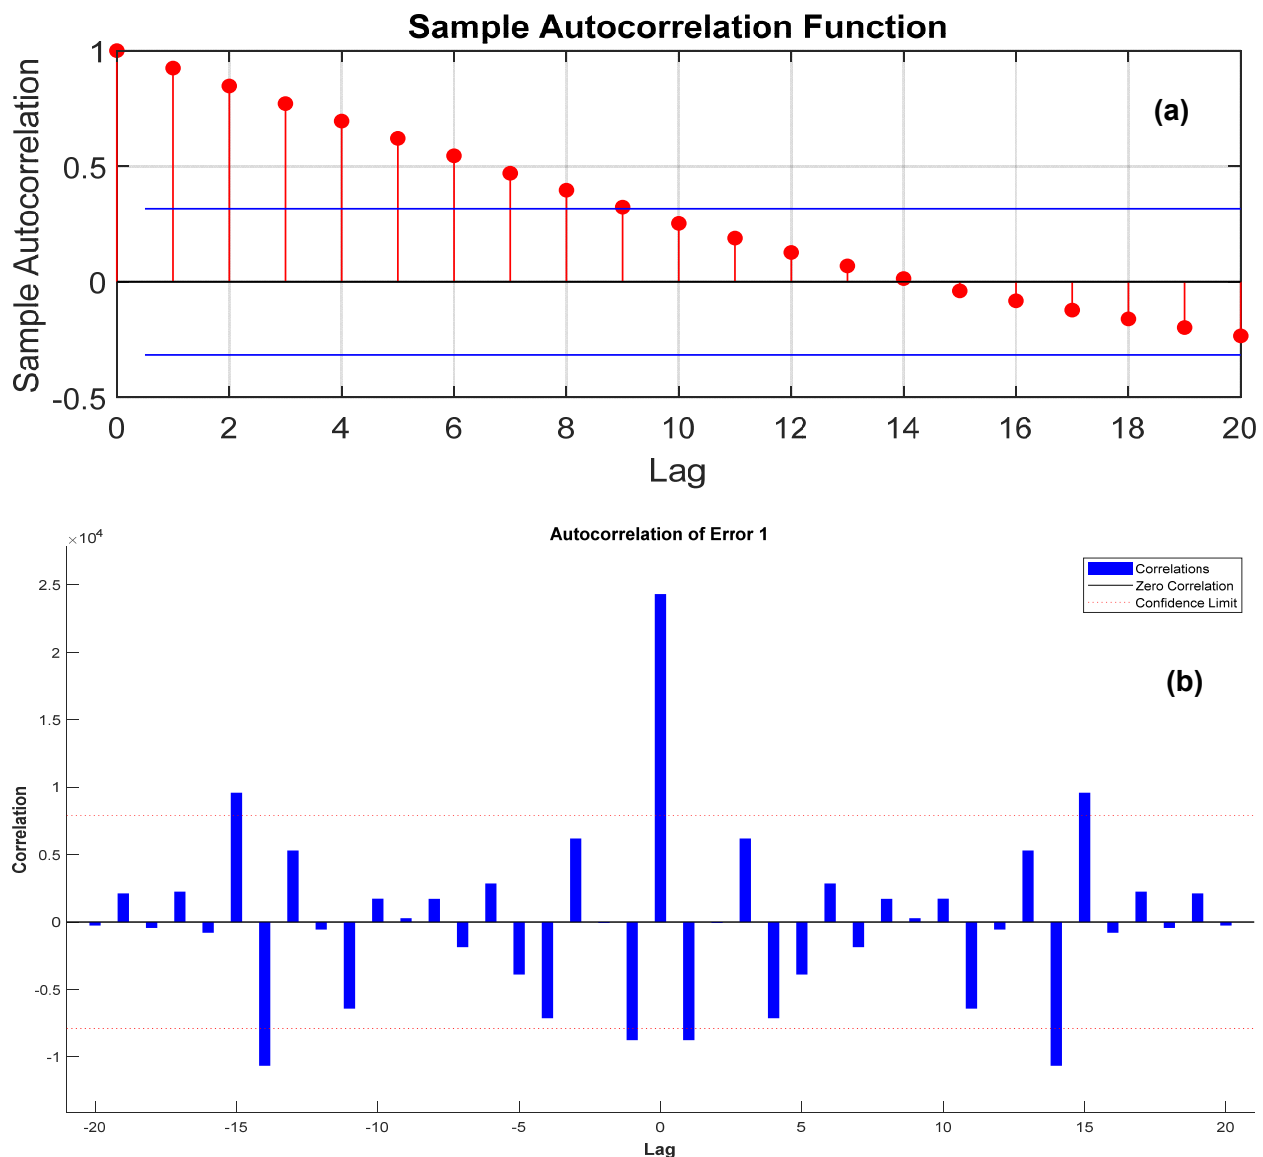 Sample Autocorrelation Function
Sample Autocorrelation
1
0.5
0
-0.5
(a)
0 2 4 6 8 10 12 14 16 18 20
Lag
Autocorrelation of Error 1
×10⁴
Correlations
Zero Correlation
Confidence Limit
(b)
Correlation
2.5
2
1.5
1
0.5
0
-0.5
-1
-20 -15 -10 -5 0 5 10 15 20
Lag